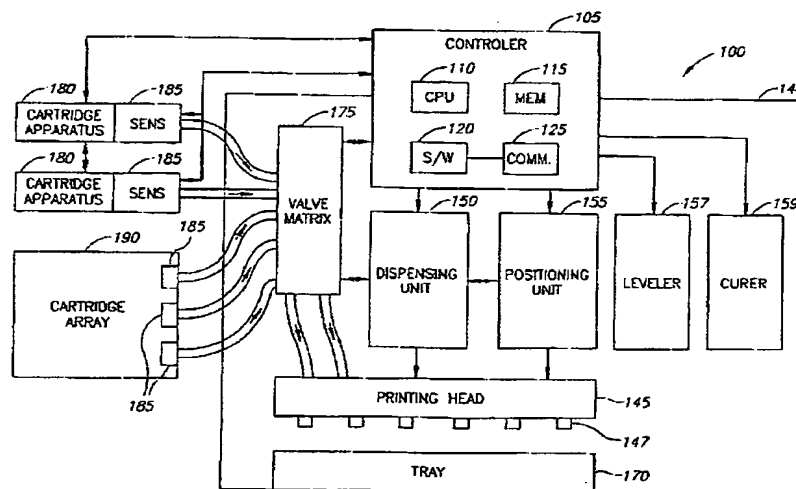 105
CONTROLER
100
110
115
CPU
MEM
120
125
S/W
COMM.
180
185
CARTRIDGE
APPARATUS
SENS
180
185
CARTRIDGE
APPARATUS
SENS
175
VALVE
MATRIX
190
185
CARTRIDGE
ARRAY
185
150
DISPENSING
UNIT
155
POSITIONING
UNIT
157
LEVELER
159
CURER
PRINTING HEAD
145
147
TRAY
170